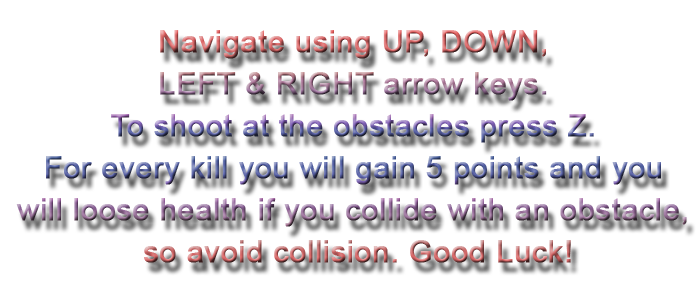 Navigate using UP, DOWN,
LEFT & RIGHT arrow keys.
To shoot at the obstacles press Z.
For every kill you will gain 5 points and you
will loose health if you collide with an obstacle,
so avoid collision. Good Luck!